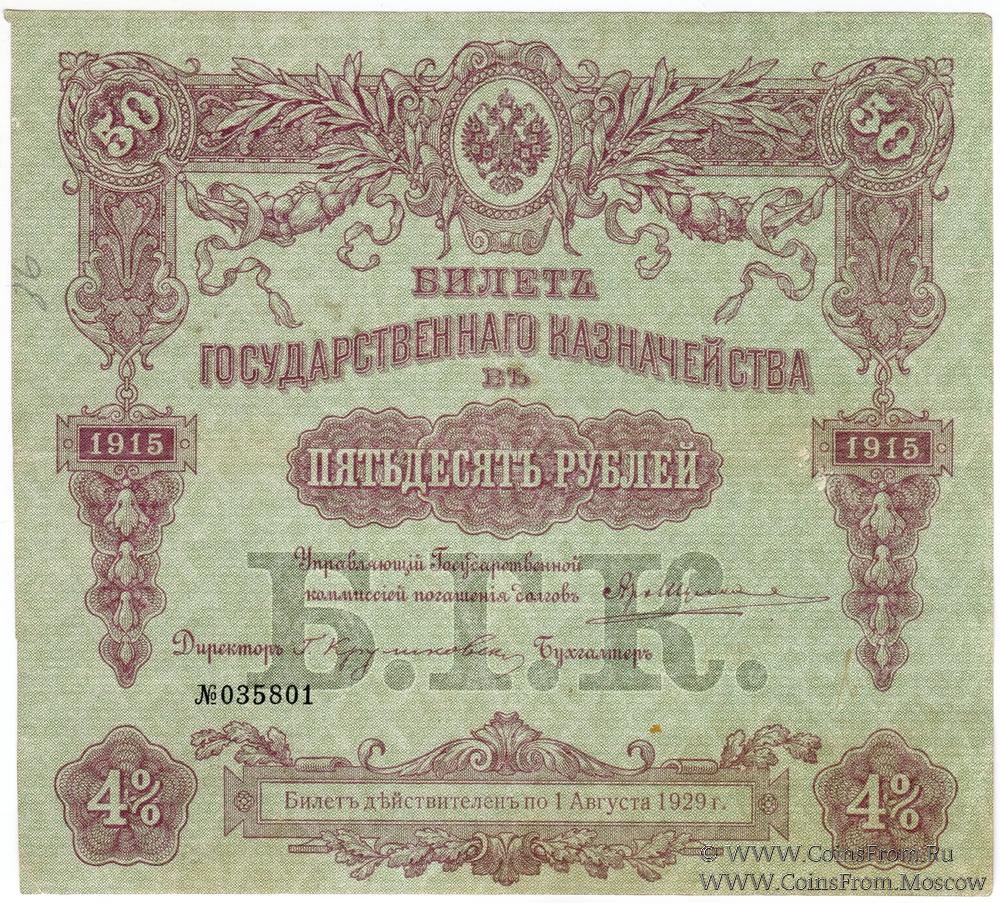 50 50
БИЛЕТЪ
ГОСУДАРСТВЕННАГО КАЗНАЧЕЙСТВА
ВЪ
1915 1915
ПЯТЬДЕСЯТЪ РУБЛЕЙ
Б.Г.К.
Управляющій Государственной
коммиссіей погашенія долговъ
Директоръ Бухгалтеръ
№035801
4% 4%
Билетъ дѣйствителенъ по 1 Августа 1929 г.
© WWW.CoinsFrom.Ru
WWW.CoinsFrom.Moscow